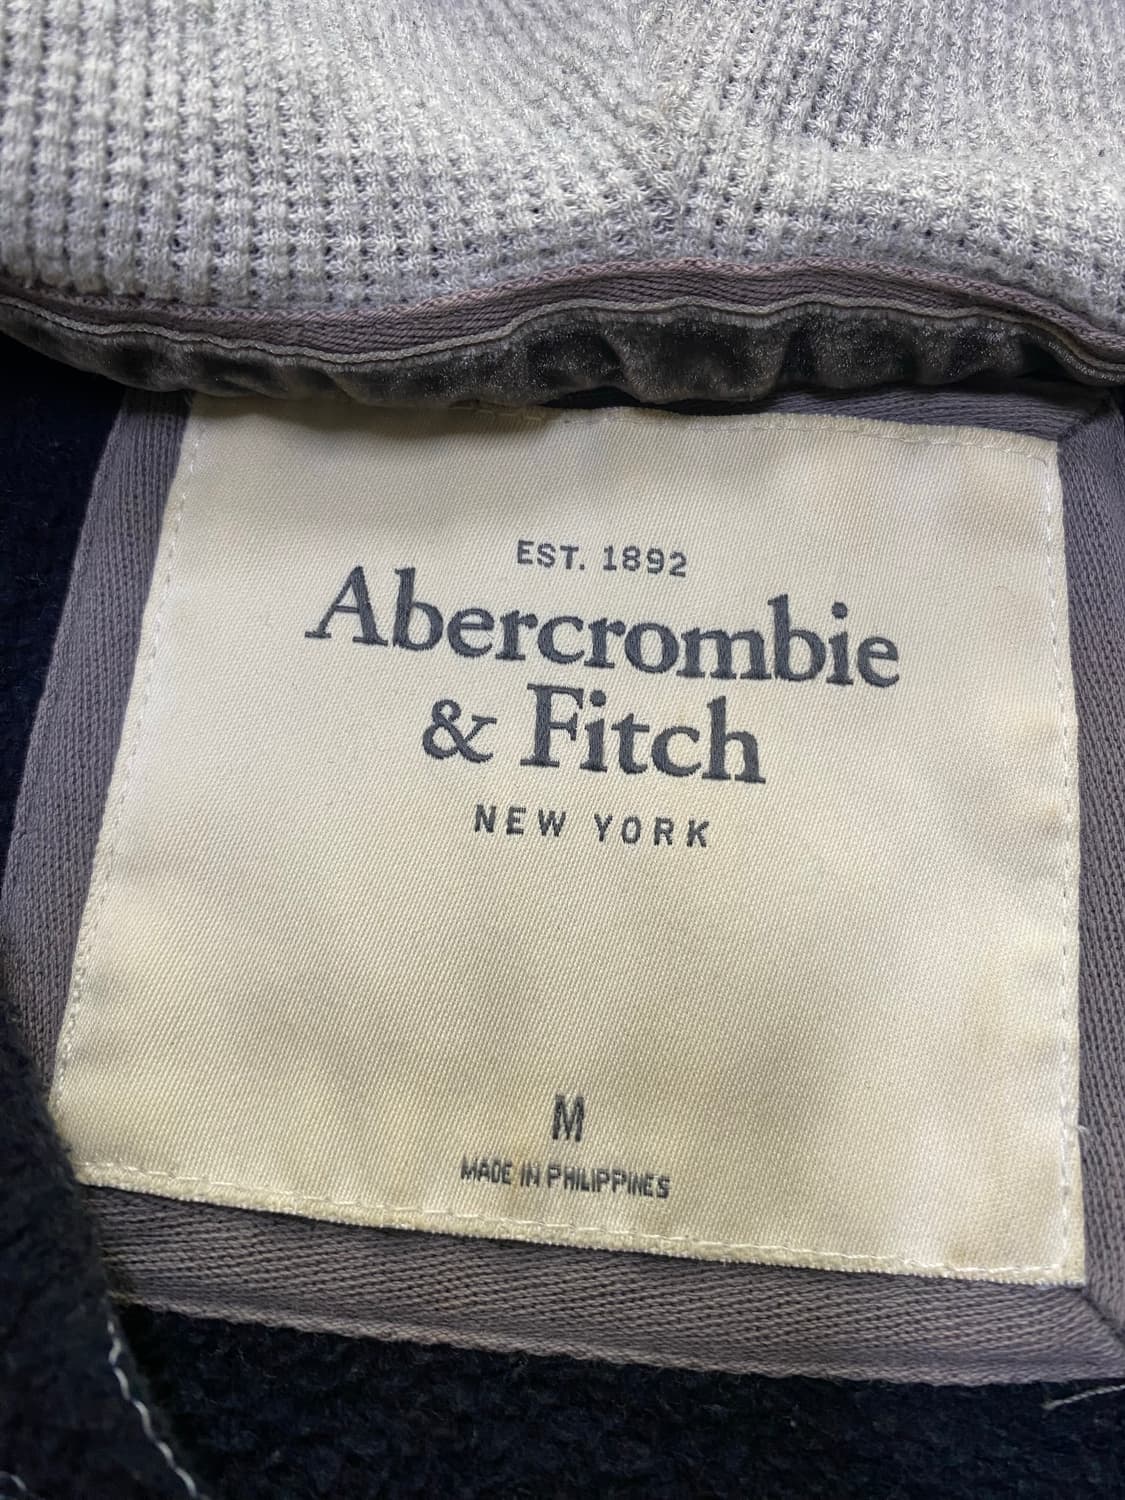 EST. 1892
Abercrombie
& Fitch
NEW YORK
M
MADE IN PHILIPPINES